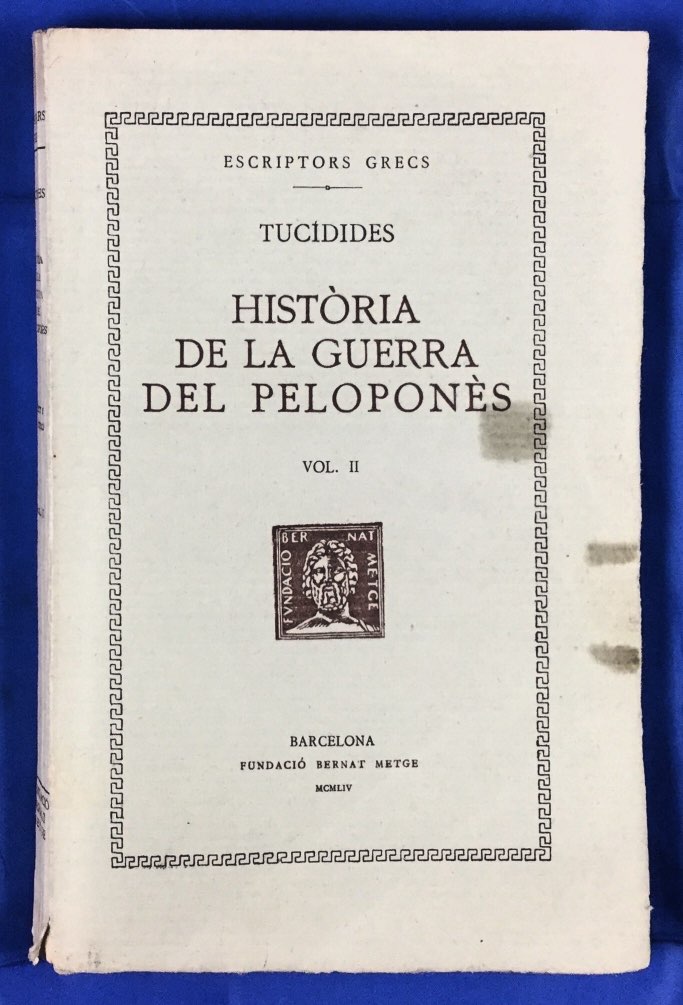 ESCRIPTORS GRECS
TUCÍDIDES
HISTÒRIA
DE LA GUERRA
DEL PELOPONÈS
VOL. II
FUNDACIO BERNAT METGE
BARCELONA
FUNDACIÓ BERNAT METGE
MCMLIV